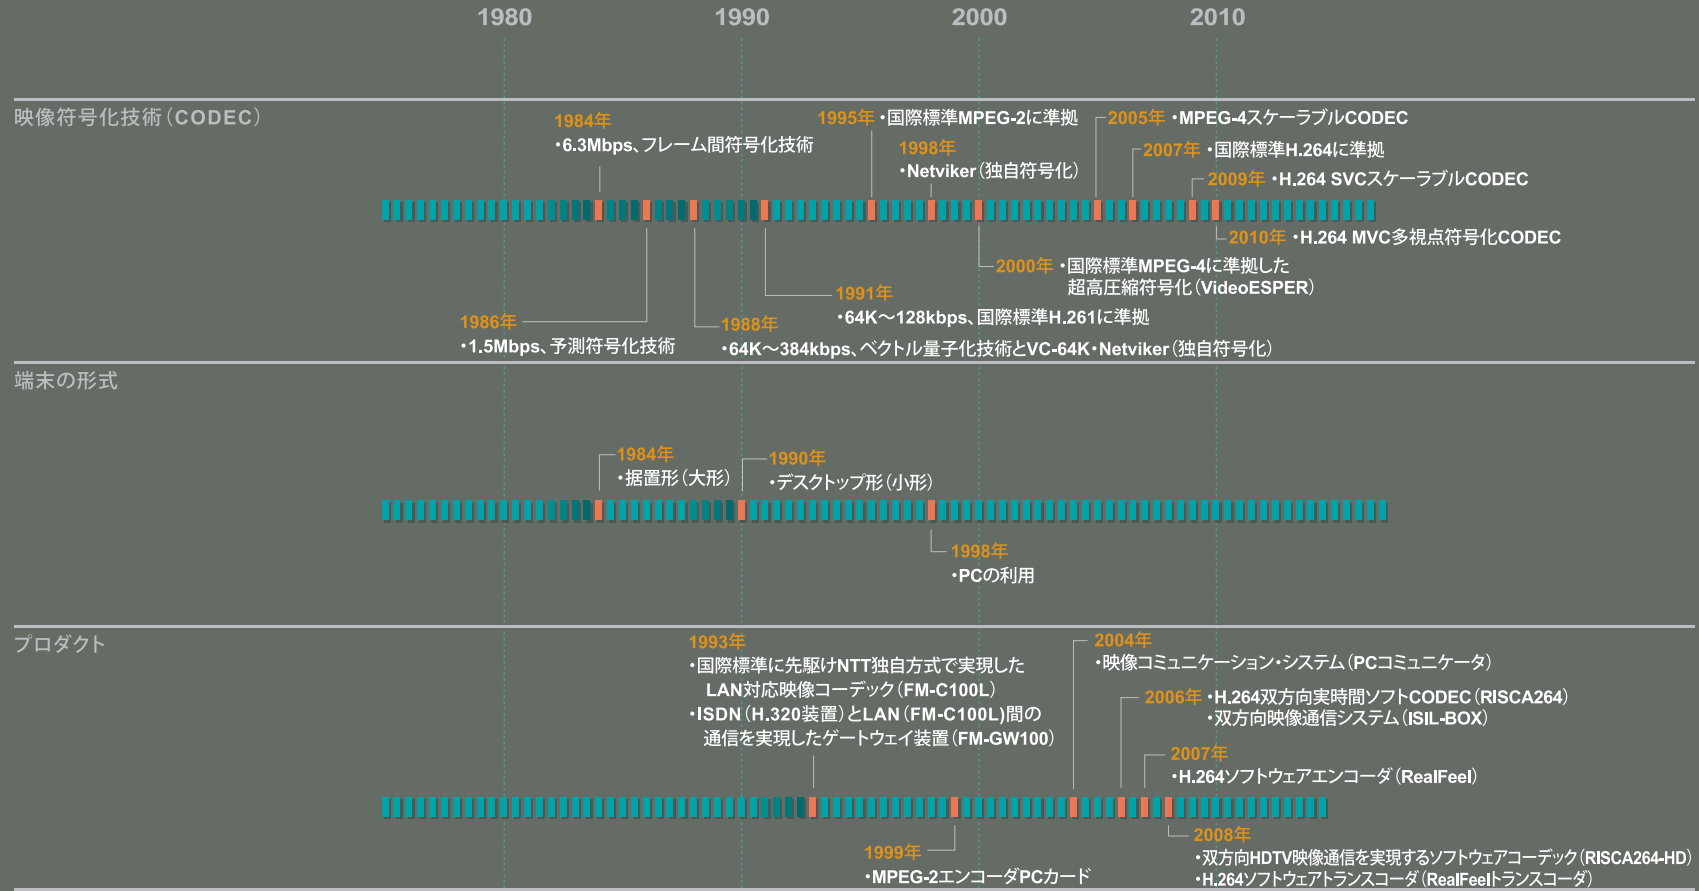 1980
1990
2000
2010
映像符号化技術(CODEC)
1984年
・6.3Mbps、フレーム間符号化技術
1995年 ・国際標準MPEG-2に準拠
1998年
・Netviker(独自符号化)
2005年 ・MPEG-4スケーラブルCODEC
2007年 ・国際標準H.264に準拠
2009年 ・H.264 SVCスケーラブルCODEC
2010年 ・H.264 MVC多視点符号化CODEC
2000年 ・国際標準MPEG-4に準拠した
超高圧縮符号化(VideoESPER)
1991年
・64K〜128kbps、国際標準H.261に準拠
1986年
・1.5Mbps、予測符号化技術
1988年
・64K〜384kbps、ベクトル量子化技術とVC-64K・Netviker(独自符号化)
端末の形式
1984年
・据置形(大形)
1990年
・デスクトップ形(小形)
1998年
・PCの利用
プロダクト
1993年
・国際標準に先駆けNTT独自方式で実現した
LAN対応映像コーデック(FM-C100L)
・ISDN(H.320装置)とLAN(FM-C100L)間の
通信を実現したゲートウェイ装置(FM-GW100)
2004年
・映像コミュニケーション・システム(PCコミュニケータ)
2006年 ・H.264双方向実時間ソフトCODEC(RISCA264)
・双方向映像通信システム(ISIL-BOX)
2007年
・H.264ソフトウェアエンコーダ(RealFeel)
1999年
・MPEG-2エンコーダPCカード
2008年
・双方向HDTV映像通信を実現するソフトウェアコーデック(RISCA264-HD)
・H.264ソフトウェアトランスコーダ(RealFeelトランスコーダ)